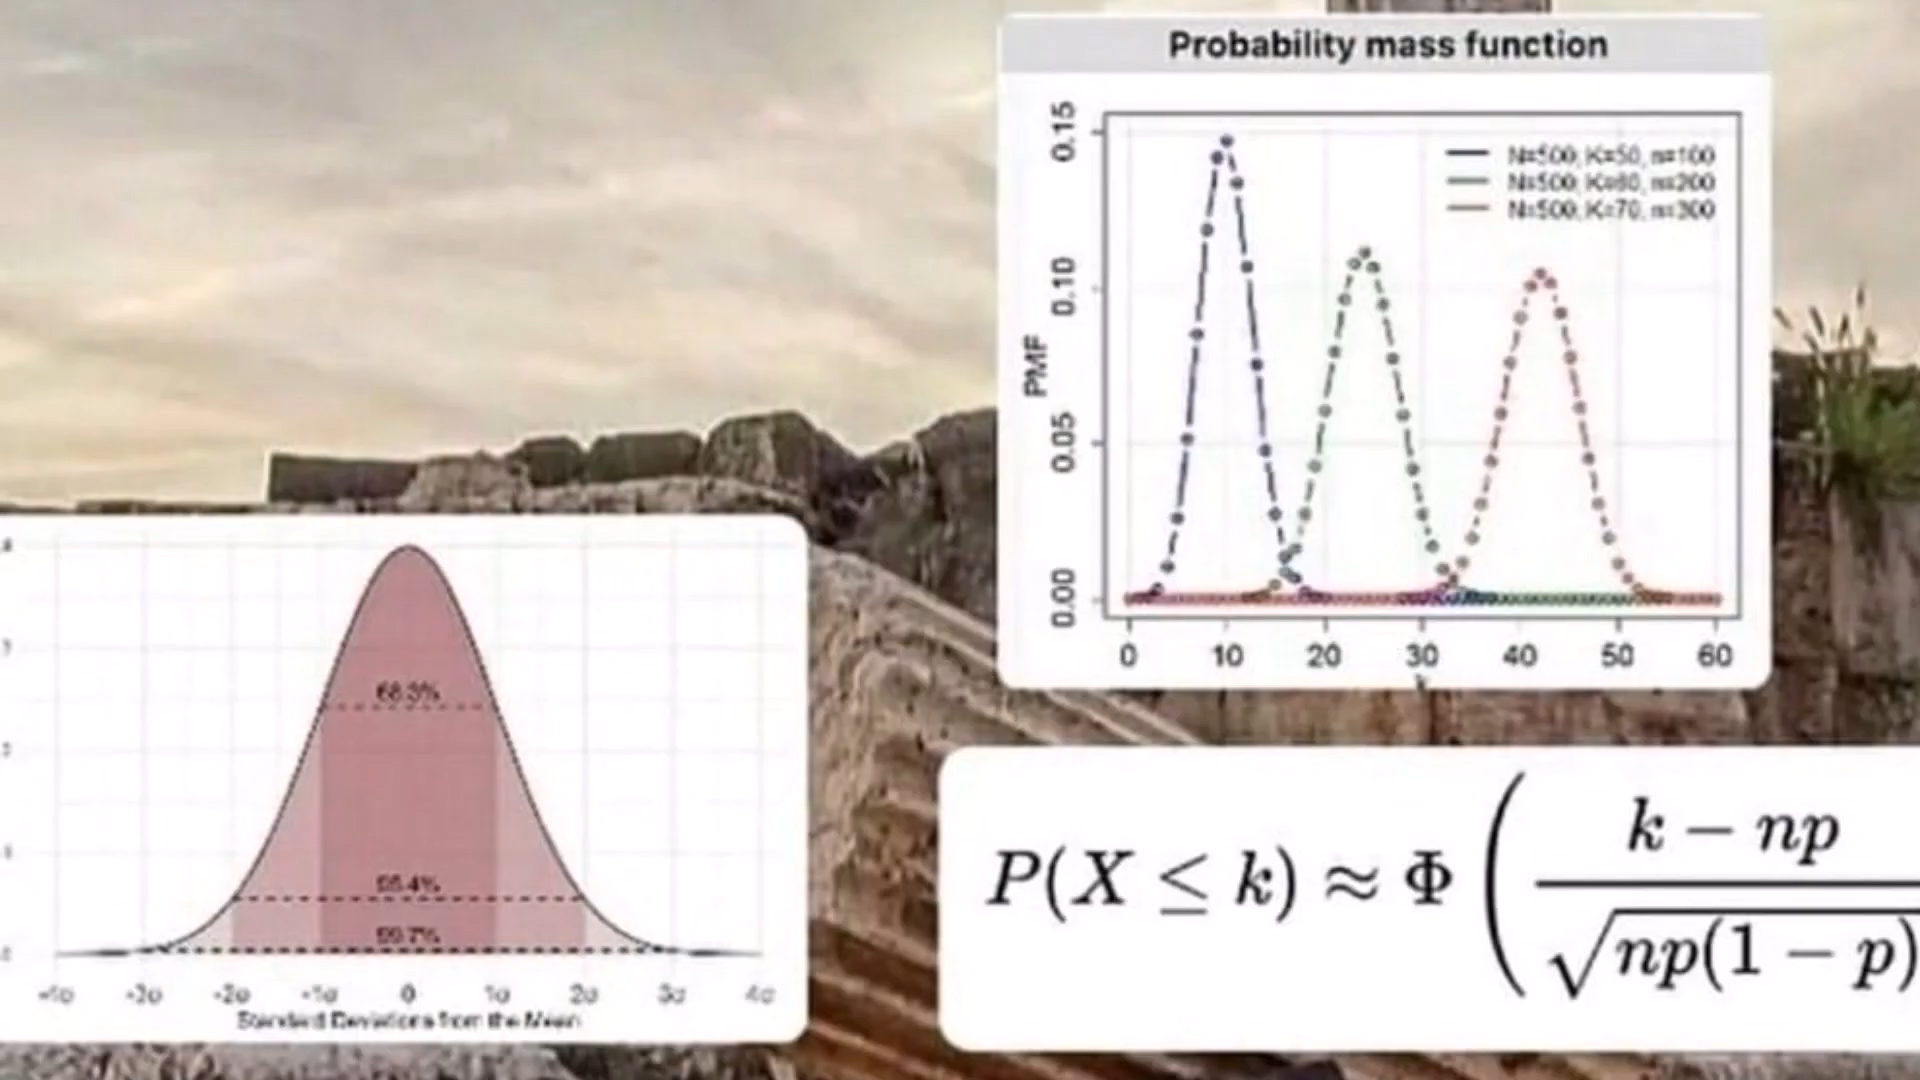 Probability mass function
0.15
0.10
0.05
0.00
PMF
N=500, K=50, n=100
N=500, K=60, n=200
N=500, K=70, n=300
0 10 20 30 40 50 60
68.3%
95.4%
99.7%
-3σ -2σ -1σ 0 1σ 2σ 3σ 4σ
Standard Deviations from the Mean
P(X ≤ k) ≈ Φ ( k − np / √np(1 − p)